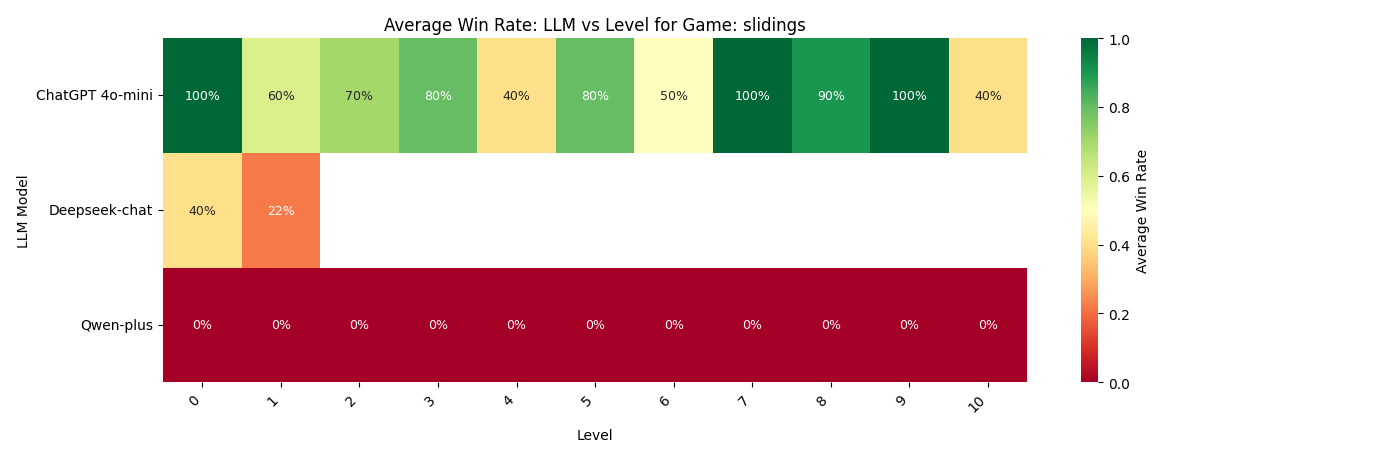 Average Win Rate: LLM vs Level for Game: slidings
LLM Model
ChatGPT 4o-mini
100% 60% 70% 80% 40% 80% 50% 100% 90% 100% 40%
Deepseek-chat
40% 22%
Qwen-plus
0% 0% 0% 0% 0% 0% 0% 0% 0% 0% 0%
0 1 2 3 4 5 6 7 8 9 10
Level
1.0
0.8
0.6
0.4
0.2
0.0
Average Win Rate